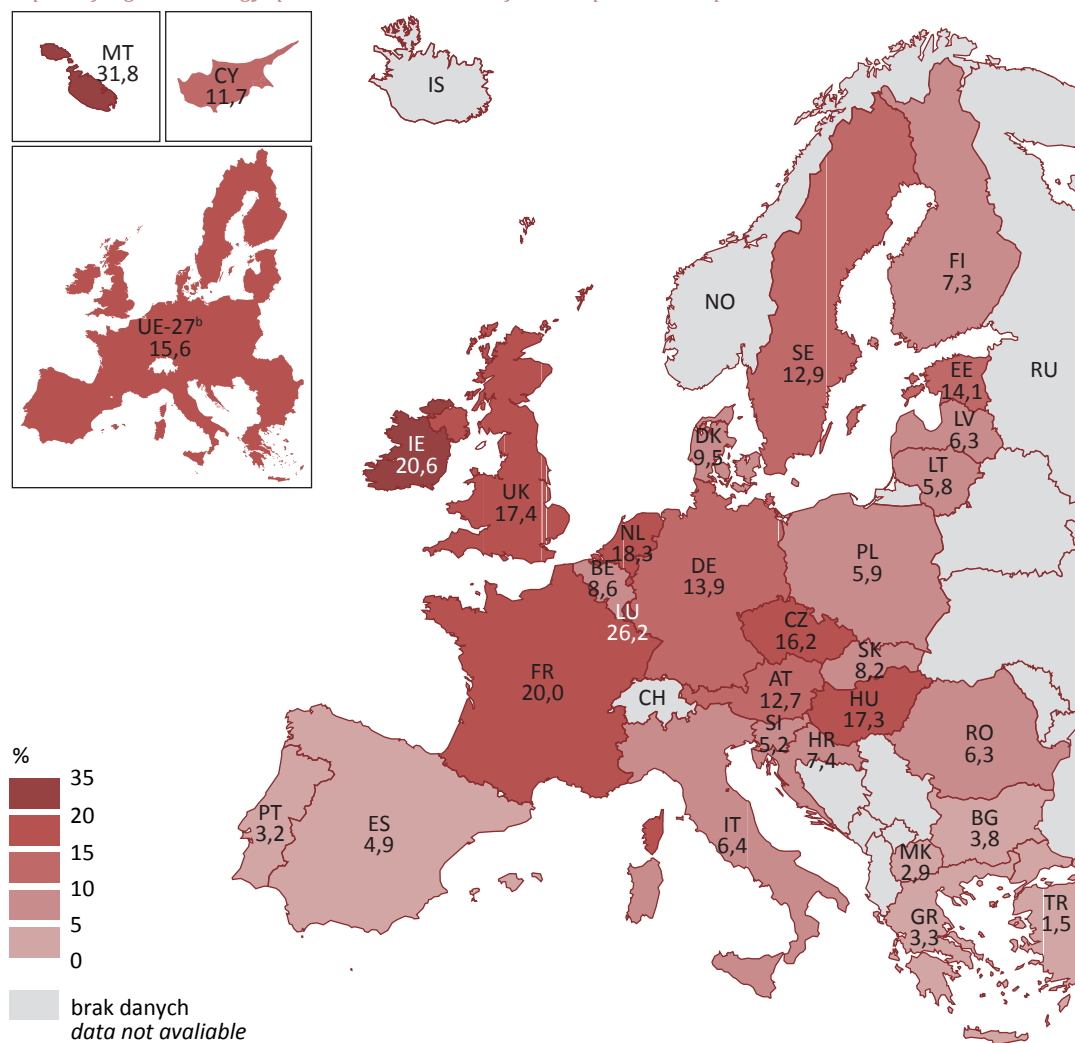 MT
31,8
CY
11,7
IS
UE-27ᵇ
15,6
NO
FI
7,3
SE
12,9
RU
EE
14,1
LV
6,3
LT
5,8
DK
9,5
IE
20,6
UK
17,4
NL
18,3
BE
8,6
LU
26,2
DE
13,9
PL
5,9
CZ
16,2
SK
8,2
FR
20,0
CH
AT
12,7
HU
17,3
SI
5,2
HR
7,4
RO
6,3
PT
3,2
ES
4,9
IT
6,4
BG
3,8
MK
2,9
GR
3,3
TR
1,5
%
35
20
15
10
5
0
brak danych
data not avaliable